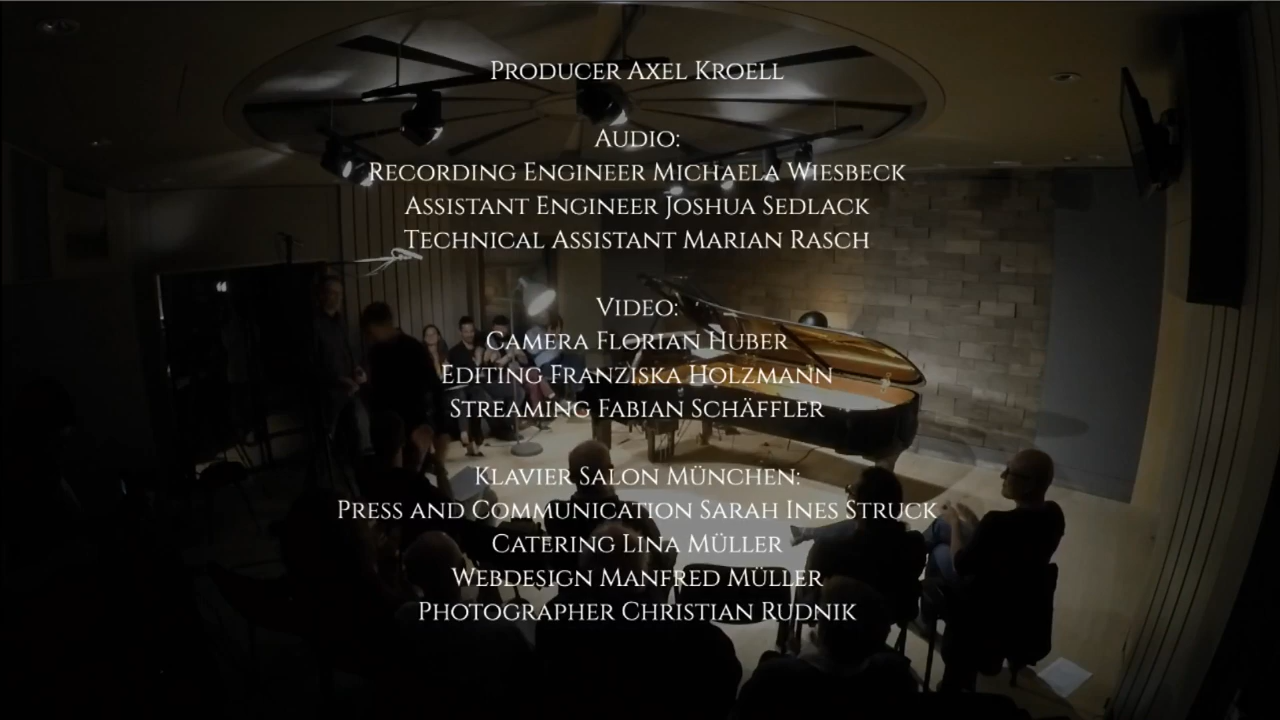 Producer Axel Kroell
Audio:
Recording Engineer Michaela Wiesbeck
Assistant Engineer Joshua Sedlack
Technical Assistant Marian Rasch
Video:
Camera Florian Huber
Editing Franziska Holzmann
Streaming Fabian Schäffler
Klavier Salon München:
Press and Communication Sarah Ines Struck
Catering Lina Müller
Webdesign Manfred Müller
Photographer Christian Rudnik